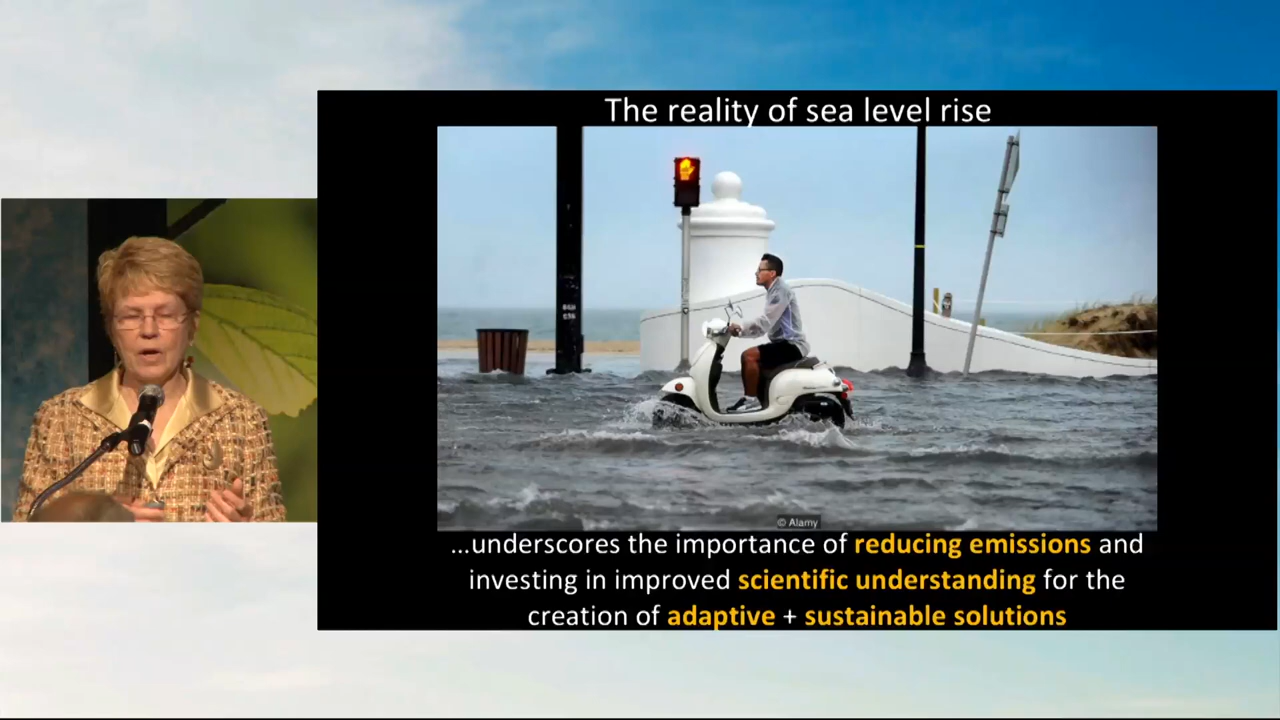 The reality of sea level rise
© Alamy
...underscores the importance of reducing emissions and
investing in improved scientific understanding for the
creation of adaptive + sustainable solutions